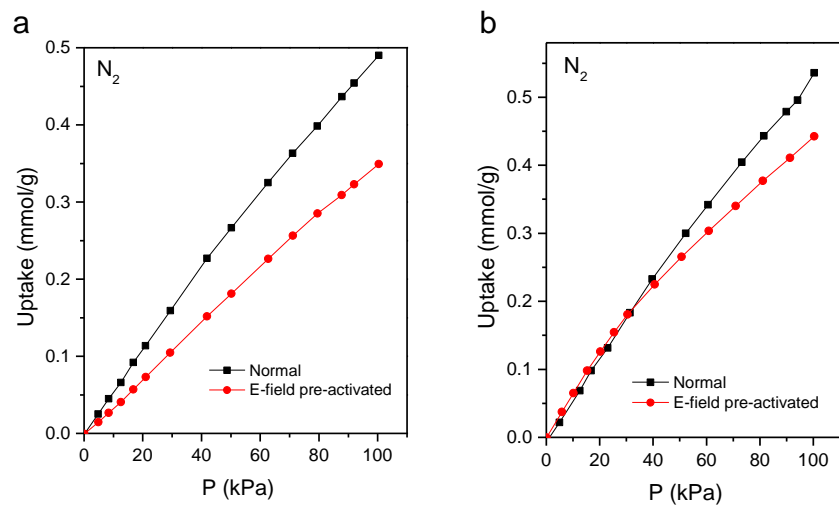 a
N₂
0.5
0.4
0.3
0.2
0.1
0.0
Uptake (mmol/g)
0 20 40 60 80 100
P (kPa)
Normal
E-field pre-activated
b
N₂
0.5
0.4
0.3
0.2
0.1
0.0
Uptake (mmol/g)
0 20 40 60 80 100
P (kPa)
Normal
E-field pre-activated